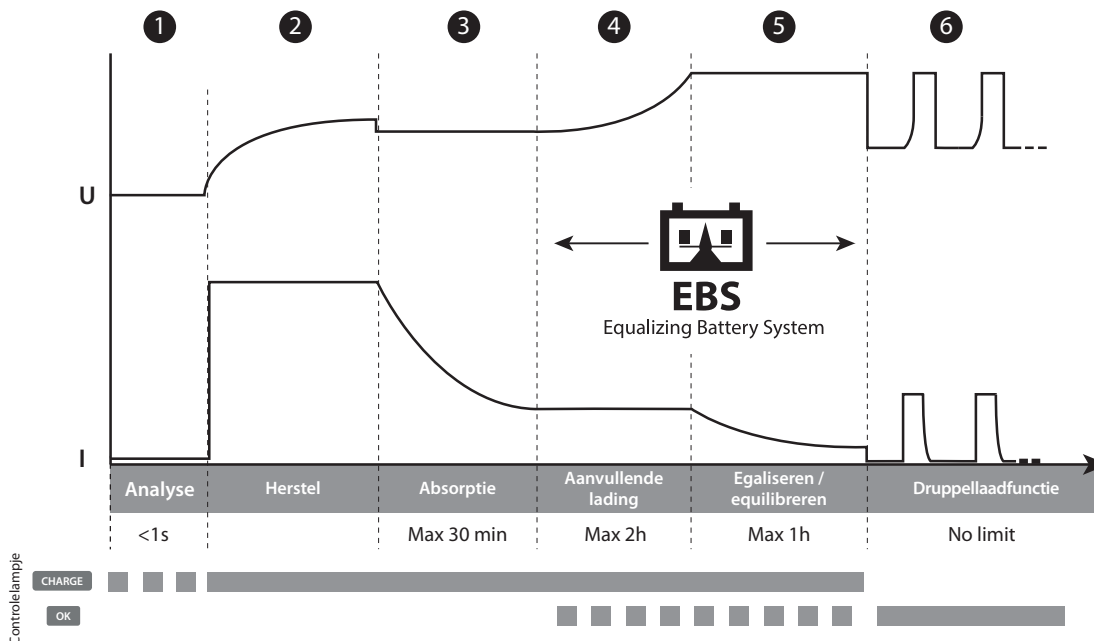 1 2 3 4 5 6
U
EBS
Equalizing Battery System
I
Analyse Herstel Absorptie Aanvullende lading Egaliseren / equilibreren Druppellaadfunctie
<1s Max 30 min Max 2h Max 1h No limit
Controlelampje
CHARGE
OK